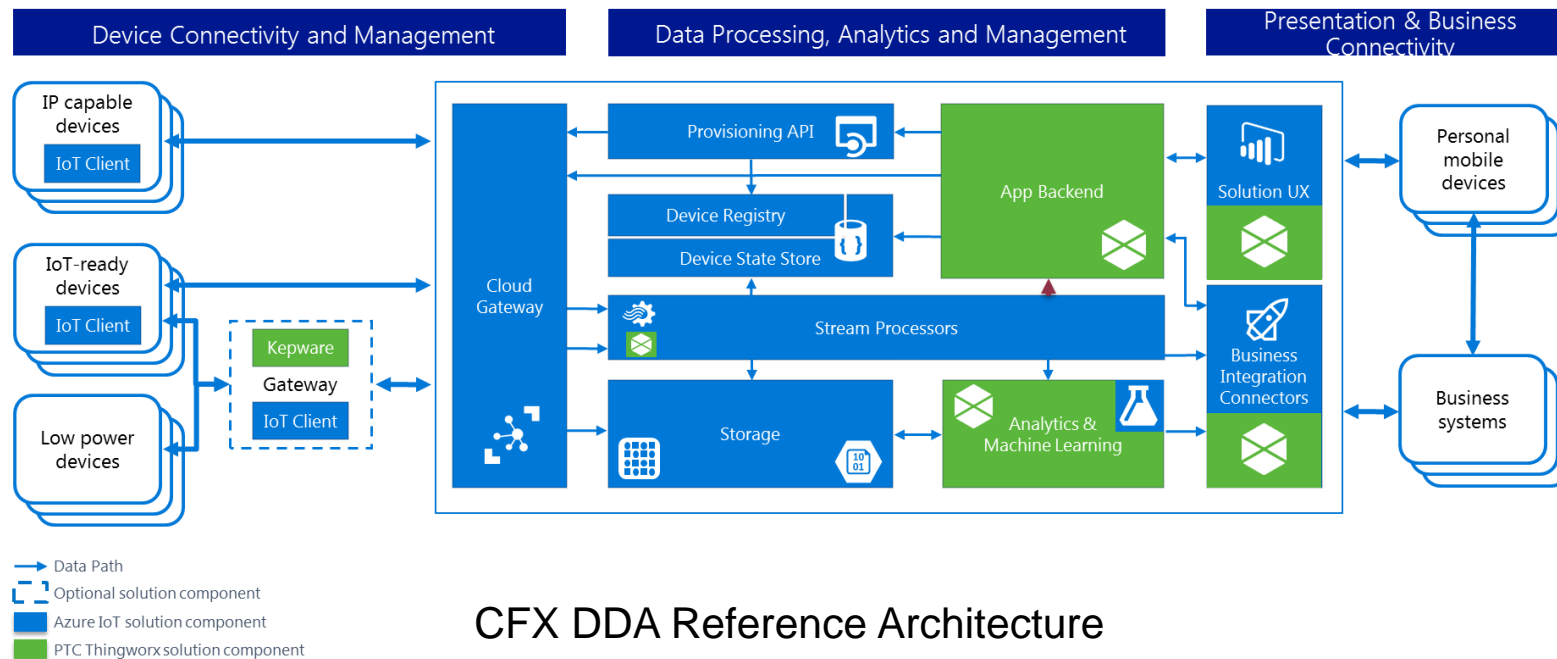 Device Connectivity and Management
Data Processing, Analytics and Management
Presentation & Business
Connectivity
IP capable
devices
IoT Client
IoT-ready
devices
IoT Client
Low power
devices
Kepware
Gateway
IoT Client
Cloud
Gateway
Provisioning API
Device Registry
Device State Store
{ }
Stream Processors
Storage
10
01
App Backend
Analytics &
Machine Learning
Solution UX
Business
Integration
Connectors
Personal
mobile
devices
Business
systems
Data Path
Optional solution component
Azure IoT solution component
PTC Thingworx solution component
CFX DDA Reference Architecture